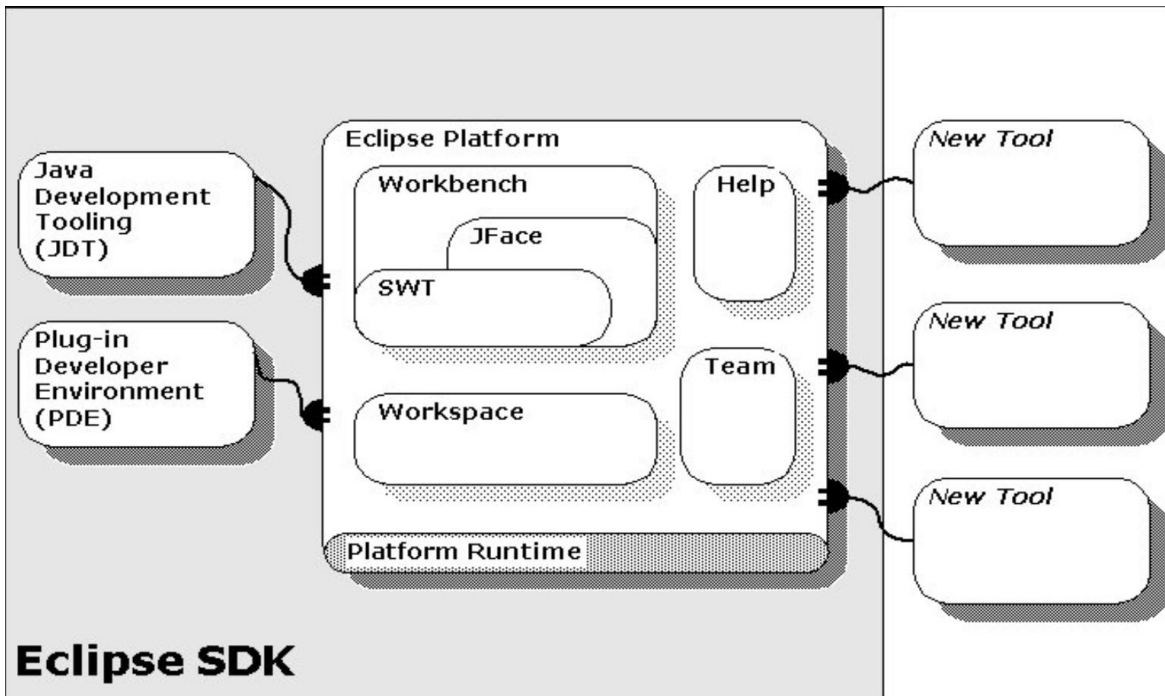 Java
Development
Tooling
(JDT)
Plug-in
Developer
Environment
(PDE)
Eclipse Platform
Workbench
JFace
SWT
Help
Workspace
Team
Platform Runtime
New Tool
New Tool
New Tool
Eclipse SDK